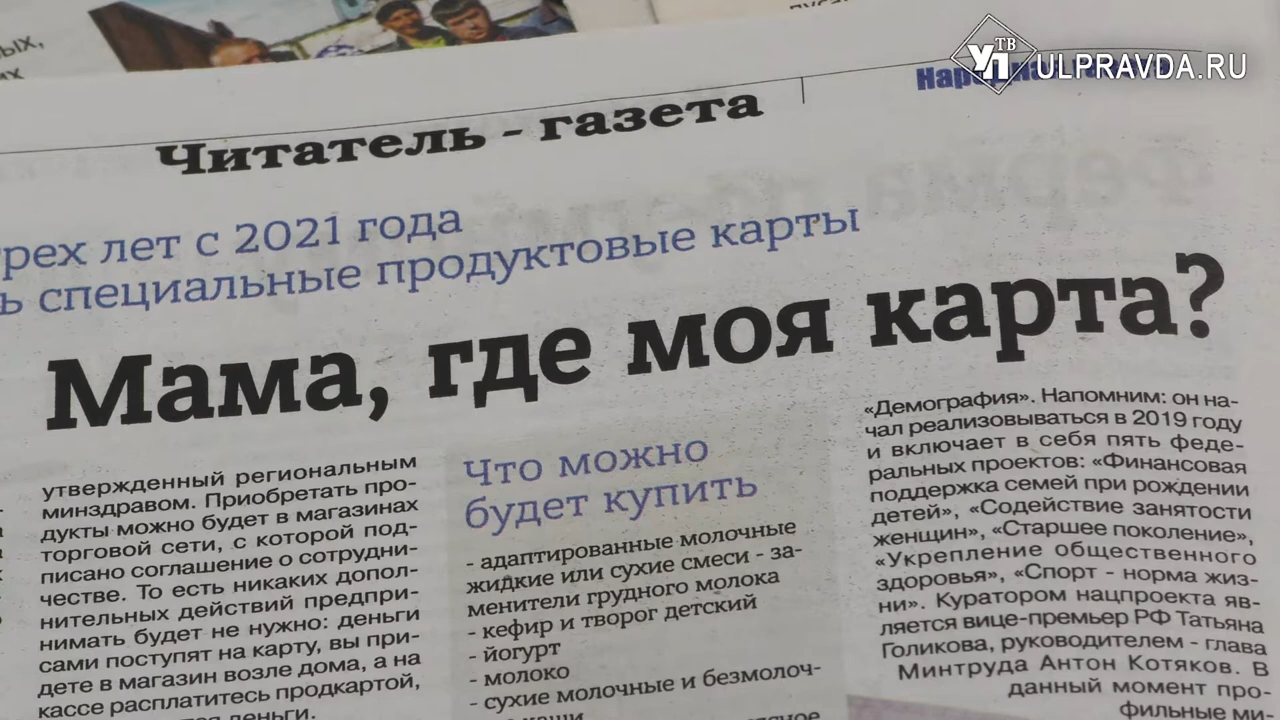 ых,
ТВ
УП ULPRAVDA.RU
Читатель - газета
трех лет с 2021 года
ь специальные продуктовые карты
Мама, где моя карта?
утвержденный региональным
минздравом. Приобретать про-
дукты можно будет в магазинах
торговой сети, с которой под-
писано соглашение о сотрудни-
честве. То есть никаких допол-
нительных действий предпри-
нимать будет не нужно: деньги
сами поступят на карту, вы при-
дете в магазин возле дома, а на
кассе расплатитесь продкартой,
деньги.
Что можно
будет купить
- адаптированные молочные
жидкие или сухие смеси - за-
менители грудного молока
- кефир и творог детский
- йогурт
- молоко
- сухие молочные и безмолоч-
«Демография». Напомним: он на-
чал реализовываться в 2019 году
и включает в себя пять феде-
ральных проектов: «Финансовая
поддержка семей при рождении
детей», «Содействие занятости
женщин», «Старшее поколение»,
«Укрепление общественного
здоровья», «Спорт - норма жиз-
ни». Куратором нацпроекта яв-
ляется вице-премьер РФ Татьяна
Голикова, руководителем - глава
Минтруда Антон Котяков. В
данный момент про-
фильные ми-